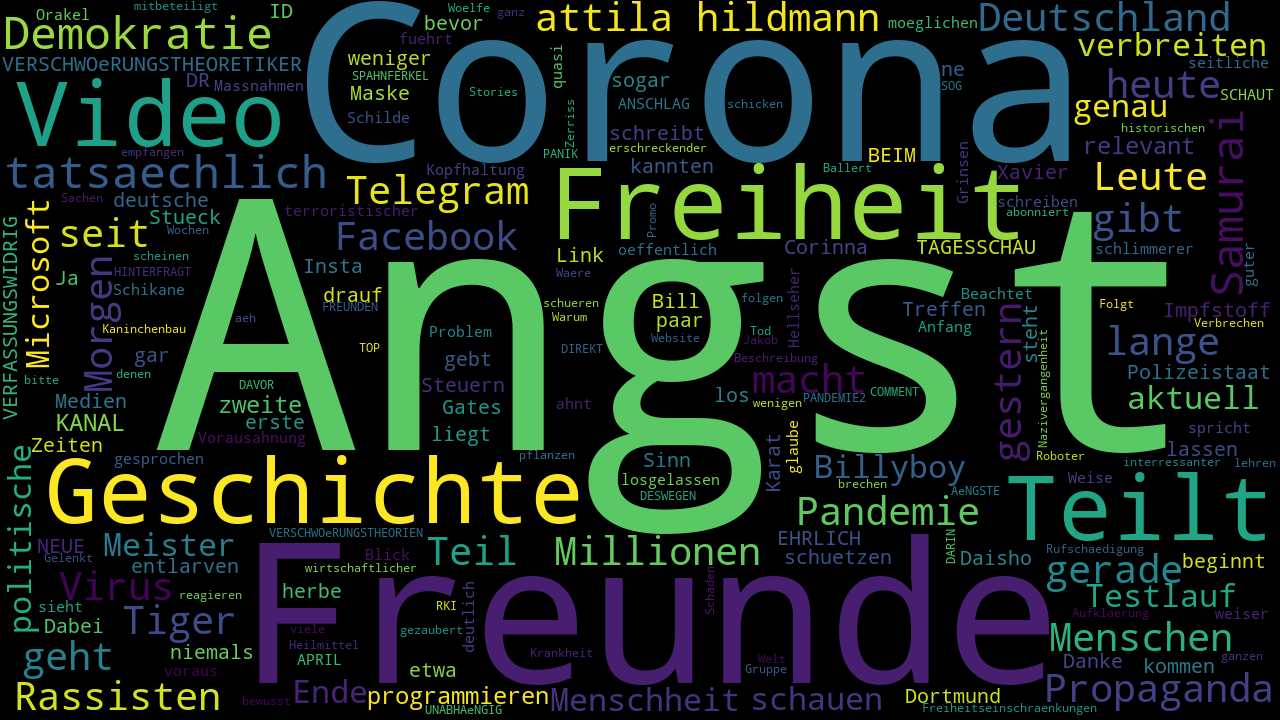 Orakel
mitbeteiligt
Woelfe
ganz
ID
bevor
attila hildmann
moeglichen
Deutschland
Demokratie
Corona
fuehrt
verbreiten
VERSCHWOeRUNGSTHEORETIKER
weniger
quasi
seitliche
DR
Massnahmen
SPAHNFERKEL
sogar
ne
heute
Video
Maske
Stories
SOG
SCHAUT
Schilde
Zerriss
ANSCHLAG
schicken
genau
schreibt
historischen
empfangen
PANIK
erschreckender
BEIM
relevant
Samurai
tatsaechlich
Kopfhaltung
kannten
Ballert
Grinsen
Xavier
Leute
Sachen
deutsche
Telegram
Freiheit
schreiben
terroristischer
Stueck
Promo
abonniert
gibt
seit
Wochen
Facebook
Link
oeffentlich
Corinna
TAGESSCHAU
schlimmerer
guter
VERFASSUNGSWIDRIG
Microsoft
scheinen
Insta
Waere
HINTERFRAGT
Ja
Schikane
drauf
FREUNDEN
Angst
schueren
Bill
folgen
Hellseher
Beachtet
Folgt
Impfstoff
Treffen
Morgen
aeh
Warum
paar
Verbrechen
Kaninchenbau
Problem
Website
Tod
Anfang
steht
TOP
DIREKT
Jakob
lange
gar
gebt
Beschreibung
gestern
Nazivergangenheit
bitte
denen
DAVOR
Steuern
macht
COMMENT
Polizeistaat
Medien
zweite
Gates
ahnt
los
wenigen
PANDEMIE2
aktuell
KANAL
erste
Zeiten
Vorausahnung
liegt
glaube
spricht
politische
gesprochen
pflanzen
Sinn
Karat
Billyboy
Roboter
lassen
interressanter
lehren
Geschichte
losgelassen
brechen
Weise
DESWEGEN
AeNGSTE
Teilt
Pandemie
VERSCHWOeRUNGSTHEORIEN
NEUE
Meister
EHRLICH
DARIN
Gelenkt
entlarven
Blick
Teil
Millionen
schuetzen
Daisho
Rufschaedigung
beginnt
wirtschaftlicher
gerade
Virus
reagieren
herbe
Freunde
Schaden
Testlauf
sieht
RKI
deutlich
Dabei
Tiger
viele
gezaubert
Aufklaerung
weiser
niemals
Heilmittel
Menschen
geht
voraus
APRIL
etwa
Krankheit
Welt
Gruppe
Danke
kommen
ganzen
Rassisten
bewusst
Ende
programmieren
UNABHAeNGIG
Menschheit
schauen
Dortmund
Freiheitseinschraenkungen
Propaganda